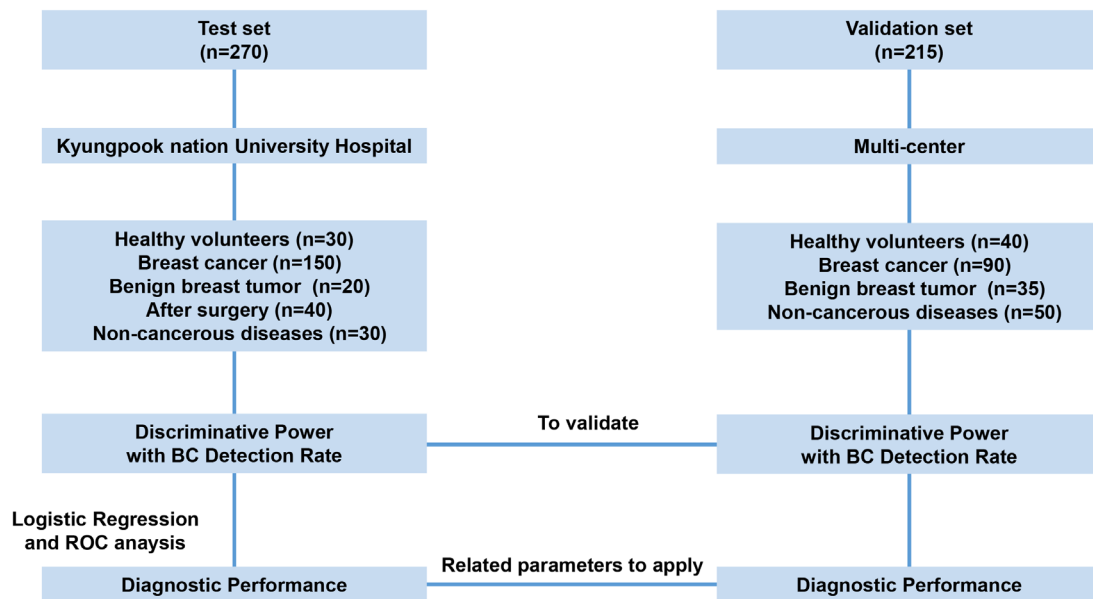 Test set
(n=270)
Kyungpook nation University Hospital
Healthy volunteers (n=30)
Breast cancer (n=150)
Benign breast tumor (n=20)
After surgery (n=40)
Non-cancerous diseases (n=30)
Discriminative Power
with BC Detection Rate
Logistic Regression
and ROC anaysis
Diagnostic Performance
To validate
Related parameters to apply
Validation set
(n=215)
Multi-center
Healthy volunteers (n=40)
Breast cancer (n=90)
Benign breast tumor (n=35)
Non-cancerous diseases (n=50)
Discriminative Power
with BC Detection Rate
Diagnostic Performance